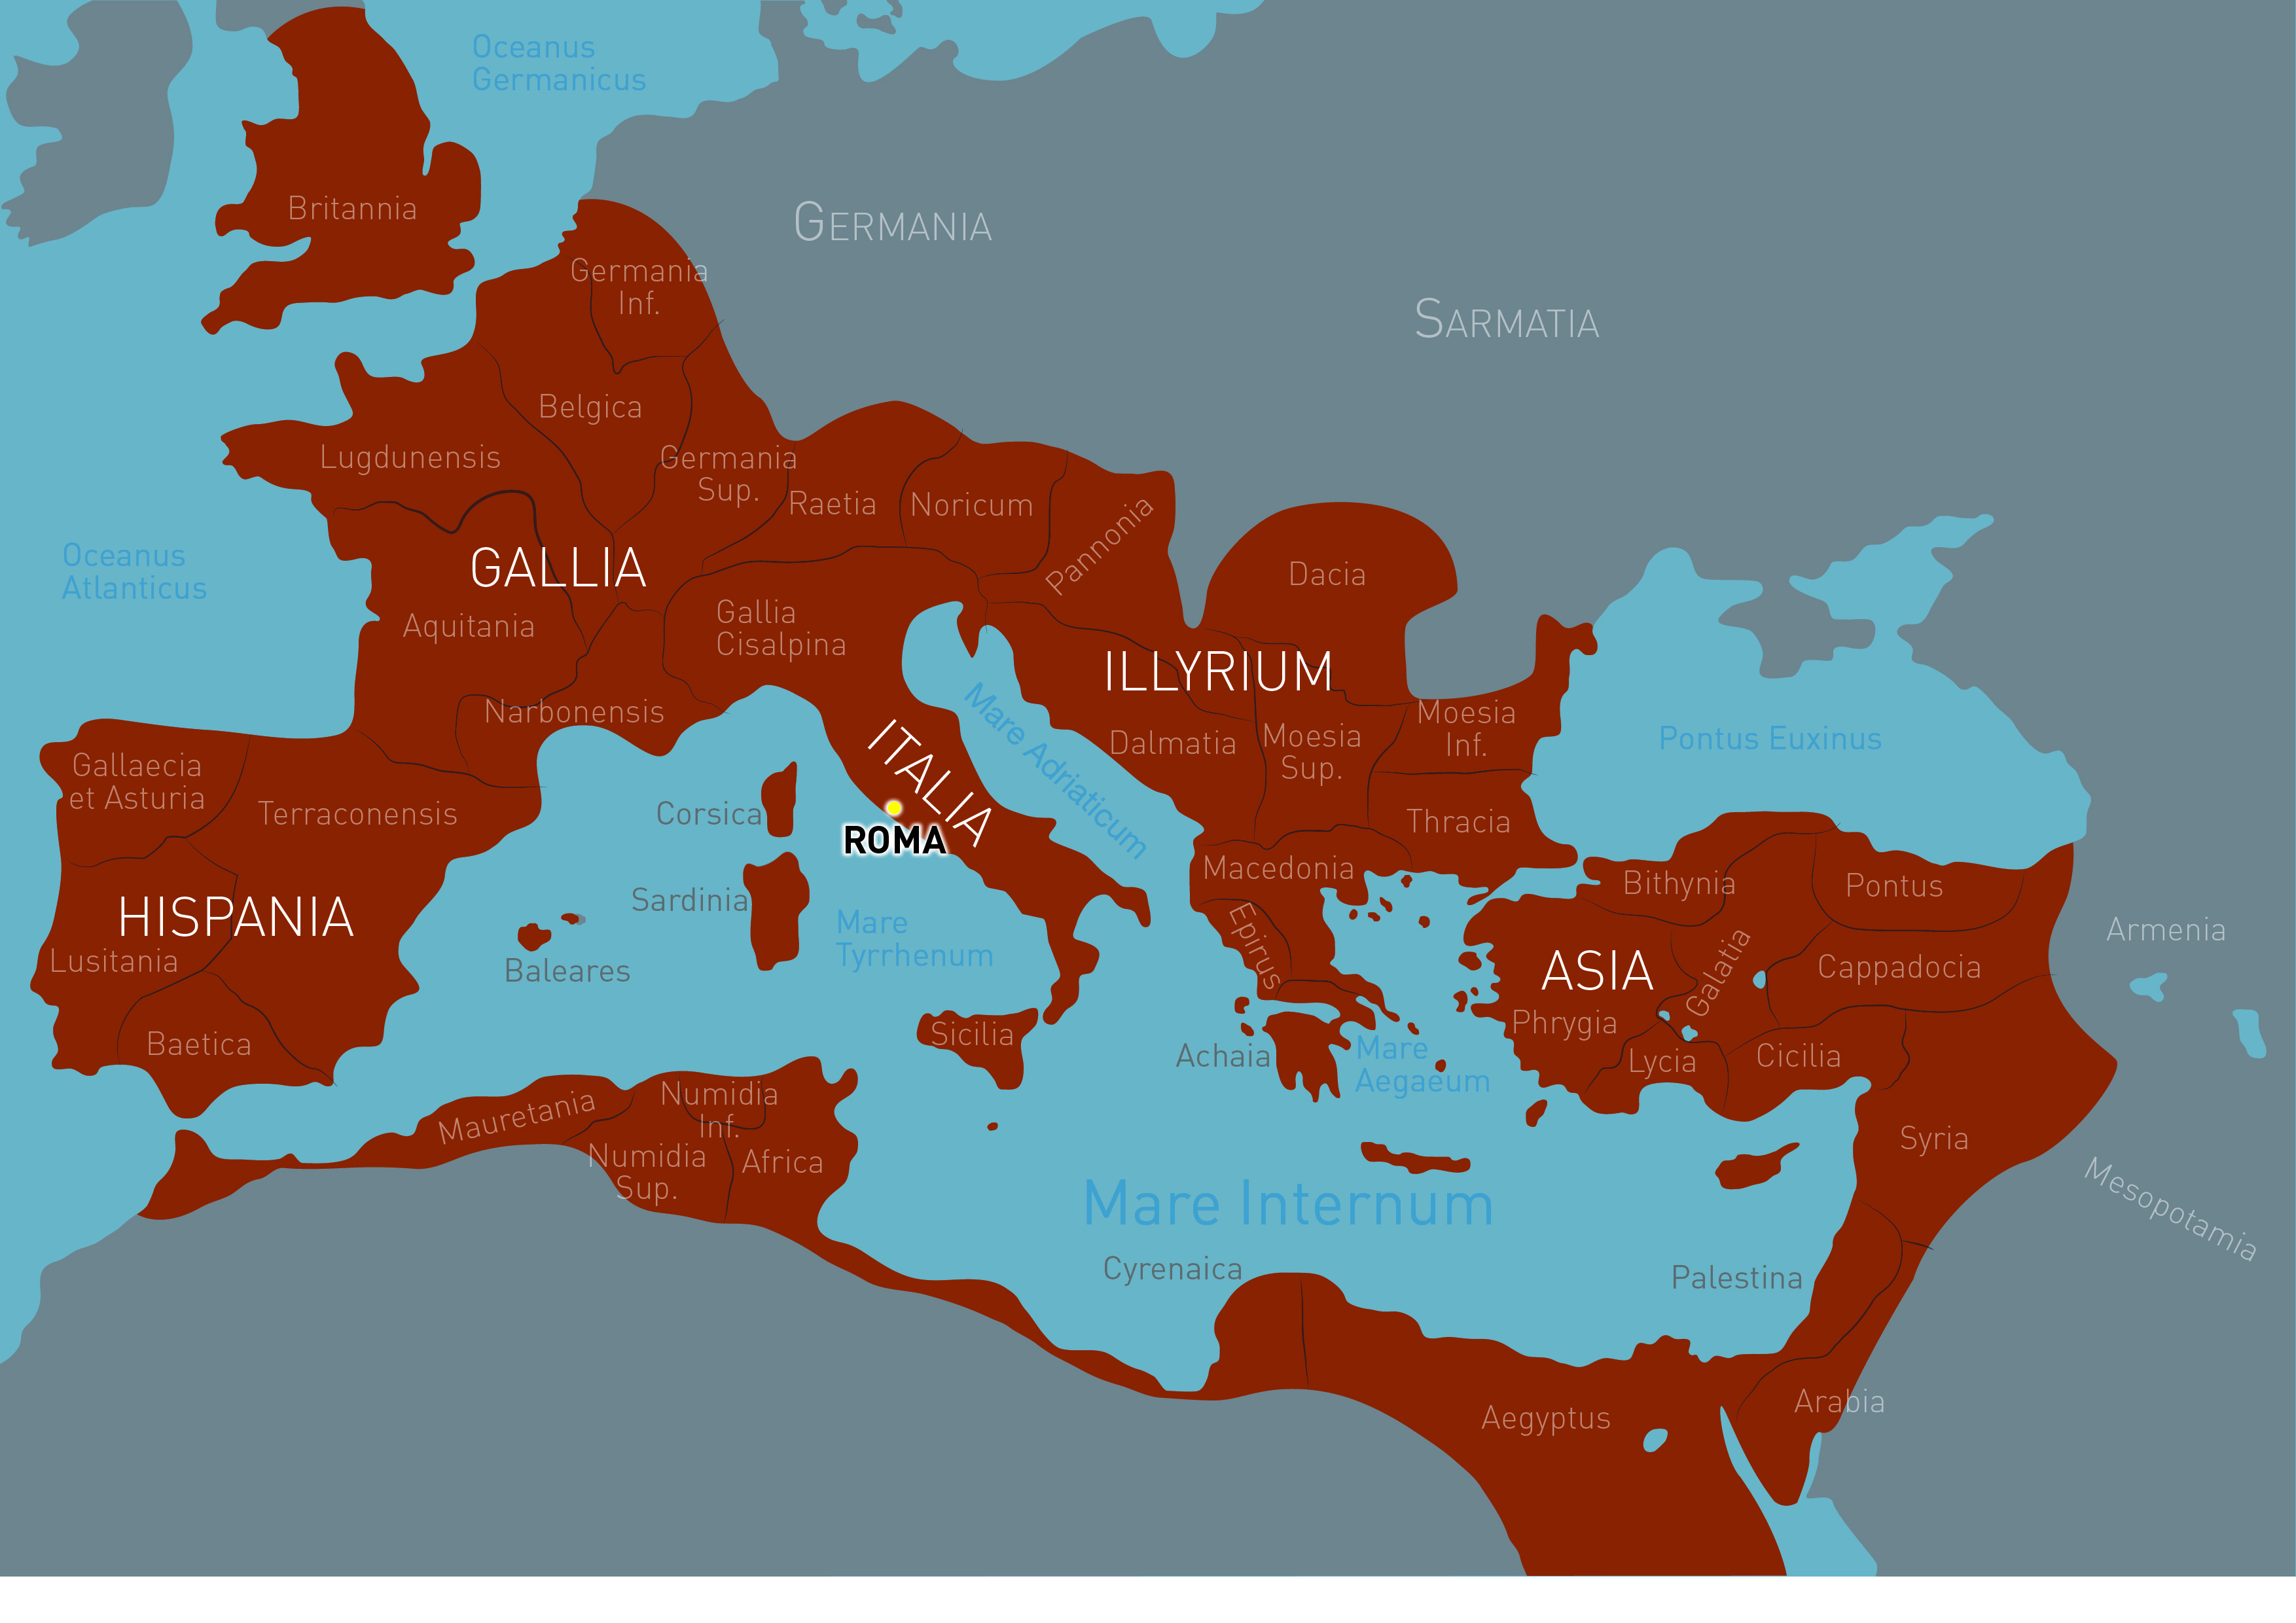 Oceanus
Germanicus
Britannia
GERMANIA
Germania
Inf.
SARMATIA
Belgica
Lugdunensis
Germania
Sup.
Raetia
Noricum
Pannonia
Oceanus
Atlanticus
GALLIA
Dacia
Aquitania
Gallia
Cisalpina
ILLYRIUM
Narbonensis
Mare Adriaticum
Moesia
Inf.
Dalmatia
Moesia
Sup.
Pontus Euxinus
Gallaecia
et Asturia
Terraconensis
ITALIA
Corsica
ROMA
Thracia
Macedonia
Bithynia
Pontus
HISPANIA
Sardinia
Mare
Tyrrhenum
Epirus
Armenia
Lusitania
Baleares
ASIA
Galatia
Cappadocia
Baetica
Sicilia
Achaia
Mare
Aegaeum
Phrygia
Lycia
Cicilia
Mauretania
Numidia
Inf.
Numidia
Sup.
Africa
Syria
Mesopotamia
Mare Internum
Cyrenaica
Palestina
Aegyptus
Arabia